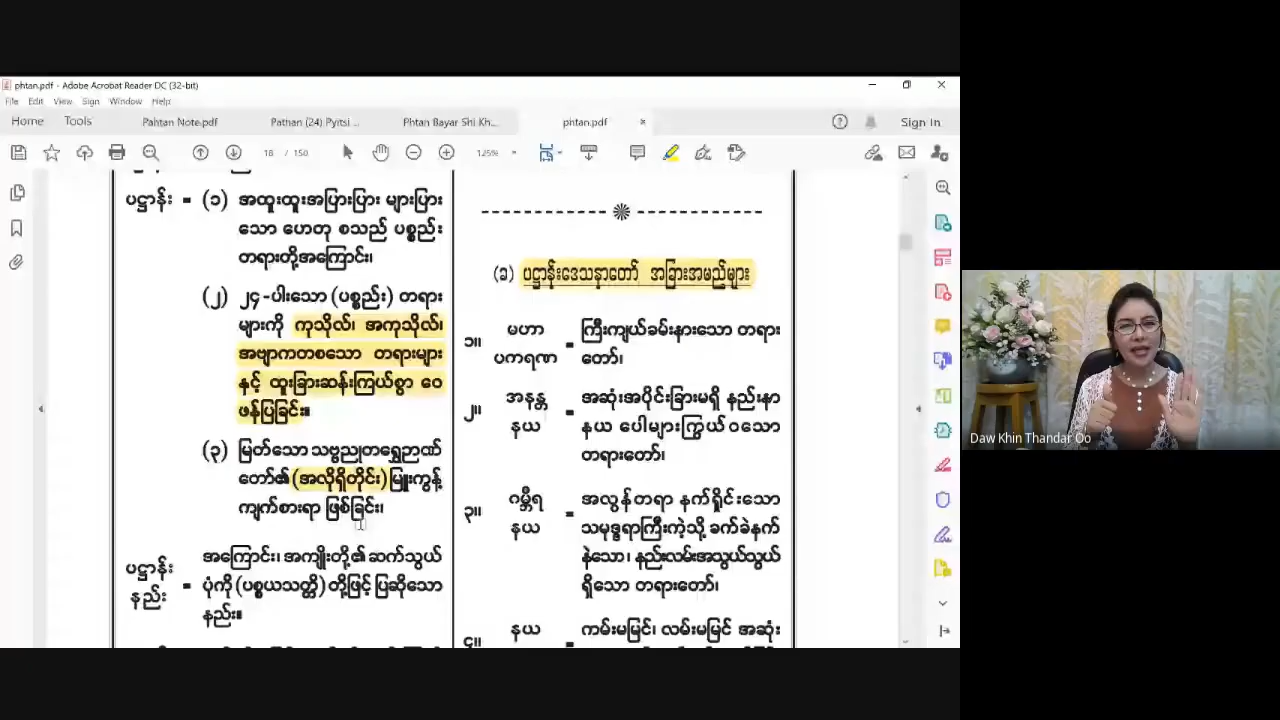 phtan.pdf - Adobe Acrobat Reader DC (32-bit)
File Edit View Sign Window Help
Home Tools Pahtan Note.pdf Pathan (24) Pyitsi ... Phtan Bayar Shi Kh... phtan.pdf × Sign In
18 / 150 125%
ပဋ္ဌာန်း = (၁) အထူးထူးအပြားပြား များပြား
သော ဟေတု စသည် ပစ္စည်း
တရားတို့အကြောင်း၊
(၂) ၂၄-ပါးသော (ပစ္စည်း) တရား
များကို ကုသိုလ်၊ အကုသိုလ်၊
အဗျာကတစသော တရားများ
နှင့် ထူးခြားဆန်းကြယ်စွာ ဝေ
ဖန်ပြခြင်း။
(၃) မြတ်သော သဗ္ဗညုတရွှေဉာဏ်
တော်၏ (အလိုရှိတိုင်း) မြူးကွန့်
ကျက်စားရာ ဖြစ်ခြင်း၊
ပဋ္ဌာန်း နည်း = အကြောင်း၊ အကျိုးတို့၏ ဆက်သွယ်
ပုံကို (ပစ္စယသတ္တိ) တို့ဖြင့် ပြဆိုသော
နည်း။
(ခ) ပဋ္ဌာန်းဒေသနာတော် အခြားအမည်များ
၁။ မဟာ ပကရဏ = ကြီးကျယ်ခမ်းနားသော တရား
တော်၊
၂။ အနန္တ နယ = အဆုံးအပိုင်းခြားမရှိ နည်းနာ
နယ ပေါများကြွယ်ဝသော
တရားတော်၊
၃။ ဂမ္ဘီရ နယ = အလွန်တရာ နက်ရှိုင်းသော
သမုဒ္ဒရာကြီးကဲ့သို့ ခက်ခဲနက်
နဲသော၊ နည်းလမ်းအသွယ်သွယ်
ရှိသော တရားတော်၊
၄။ နယ = ကမ်းမမြင်၊ လမ်းမမြင် အဆုံး
Daw Khin Thandar Oo